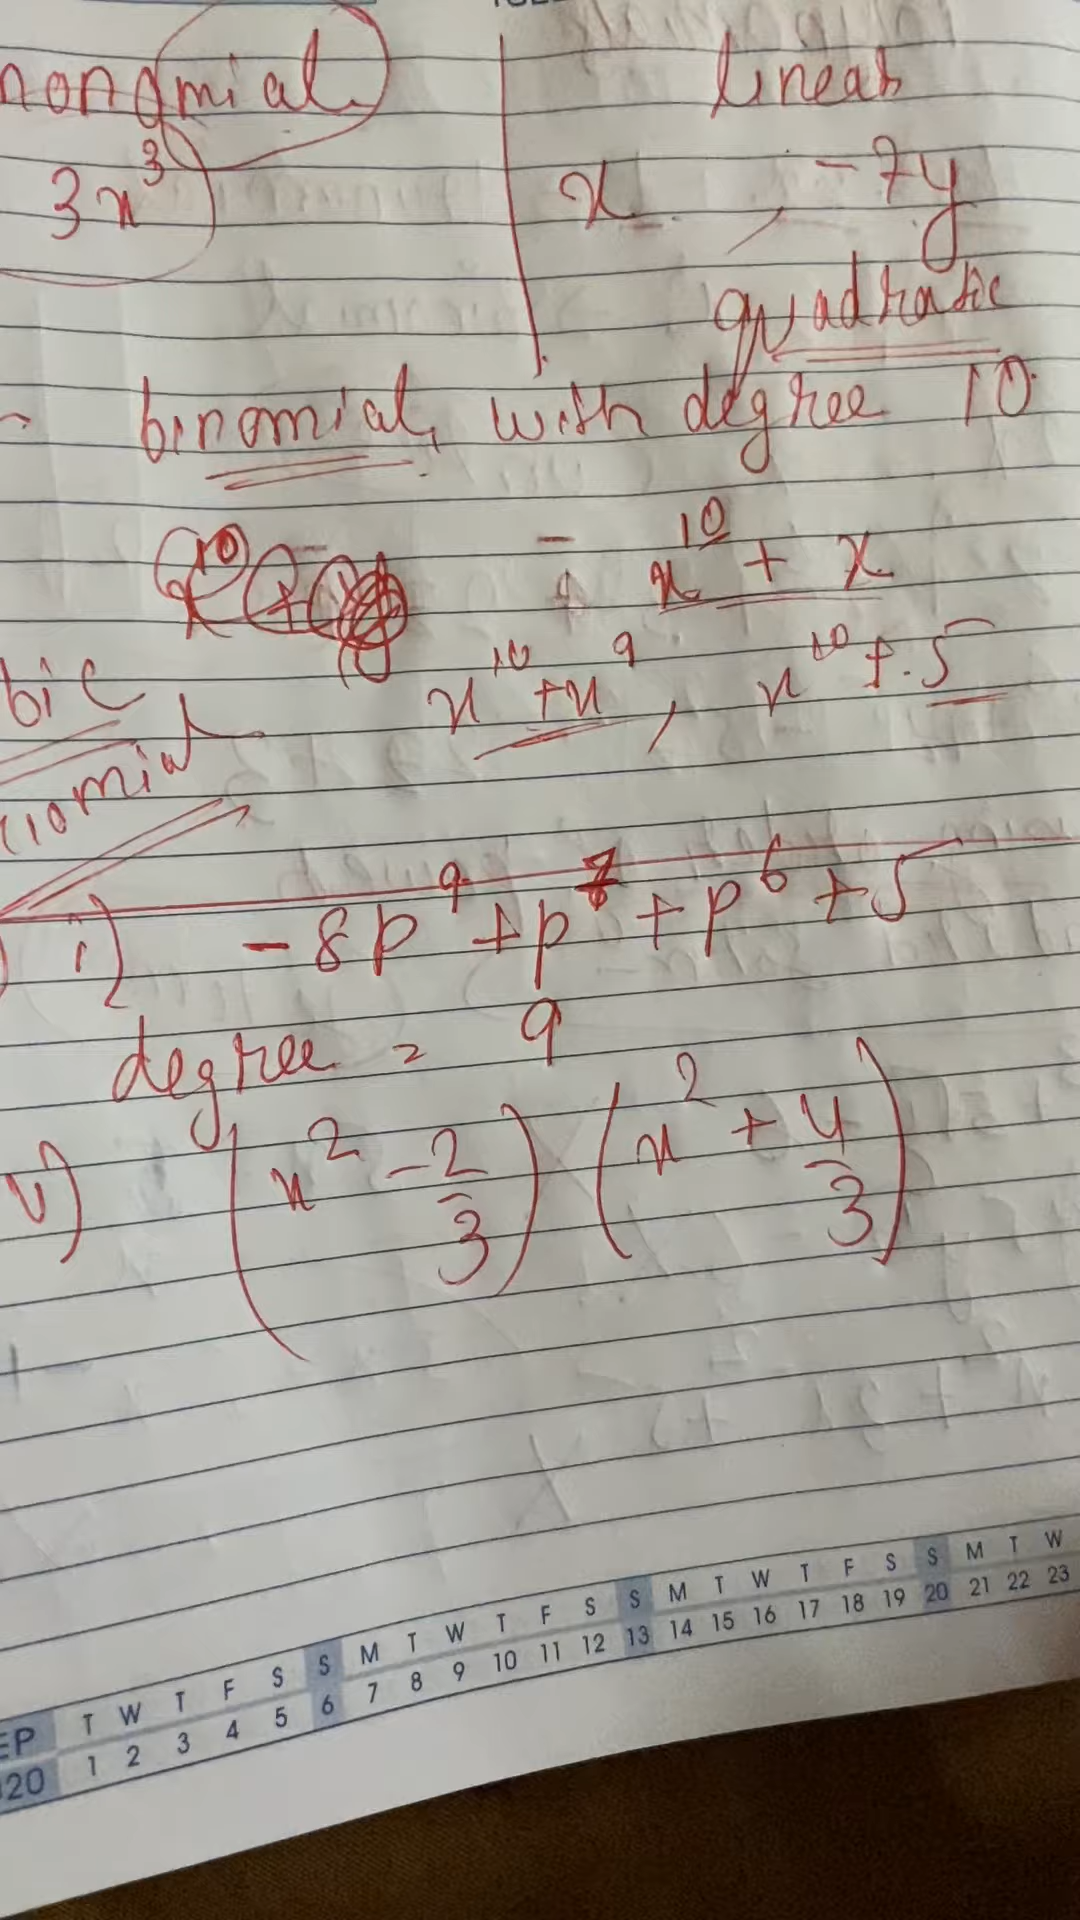 monomial
linear
3x³
x , -7y
quadratic
binomial, with degree 10
x¹⁰ + x
x¹⁰ + x⁹ , x¹⁰ + 5
bic
nomial
i) -8p⁹ + p⁷ + p⁶ + 5
degree = 9
v) (x² - 2/3) (x² + 4/3)
T W T F S S M T W T F S S M T W T F S S M T W
EP 1 2 3 4 5 6 7 8 9 10 11 12 13 14 15 16 17 18 19 20 21 22 23
020